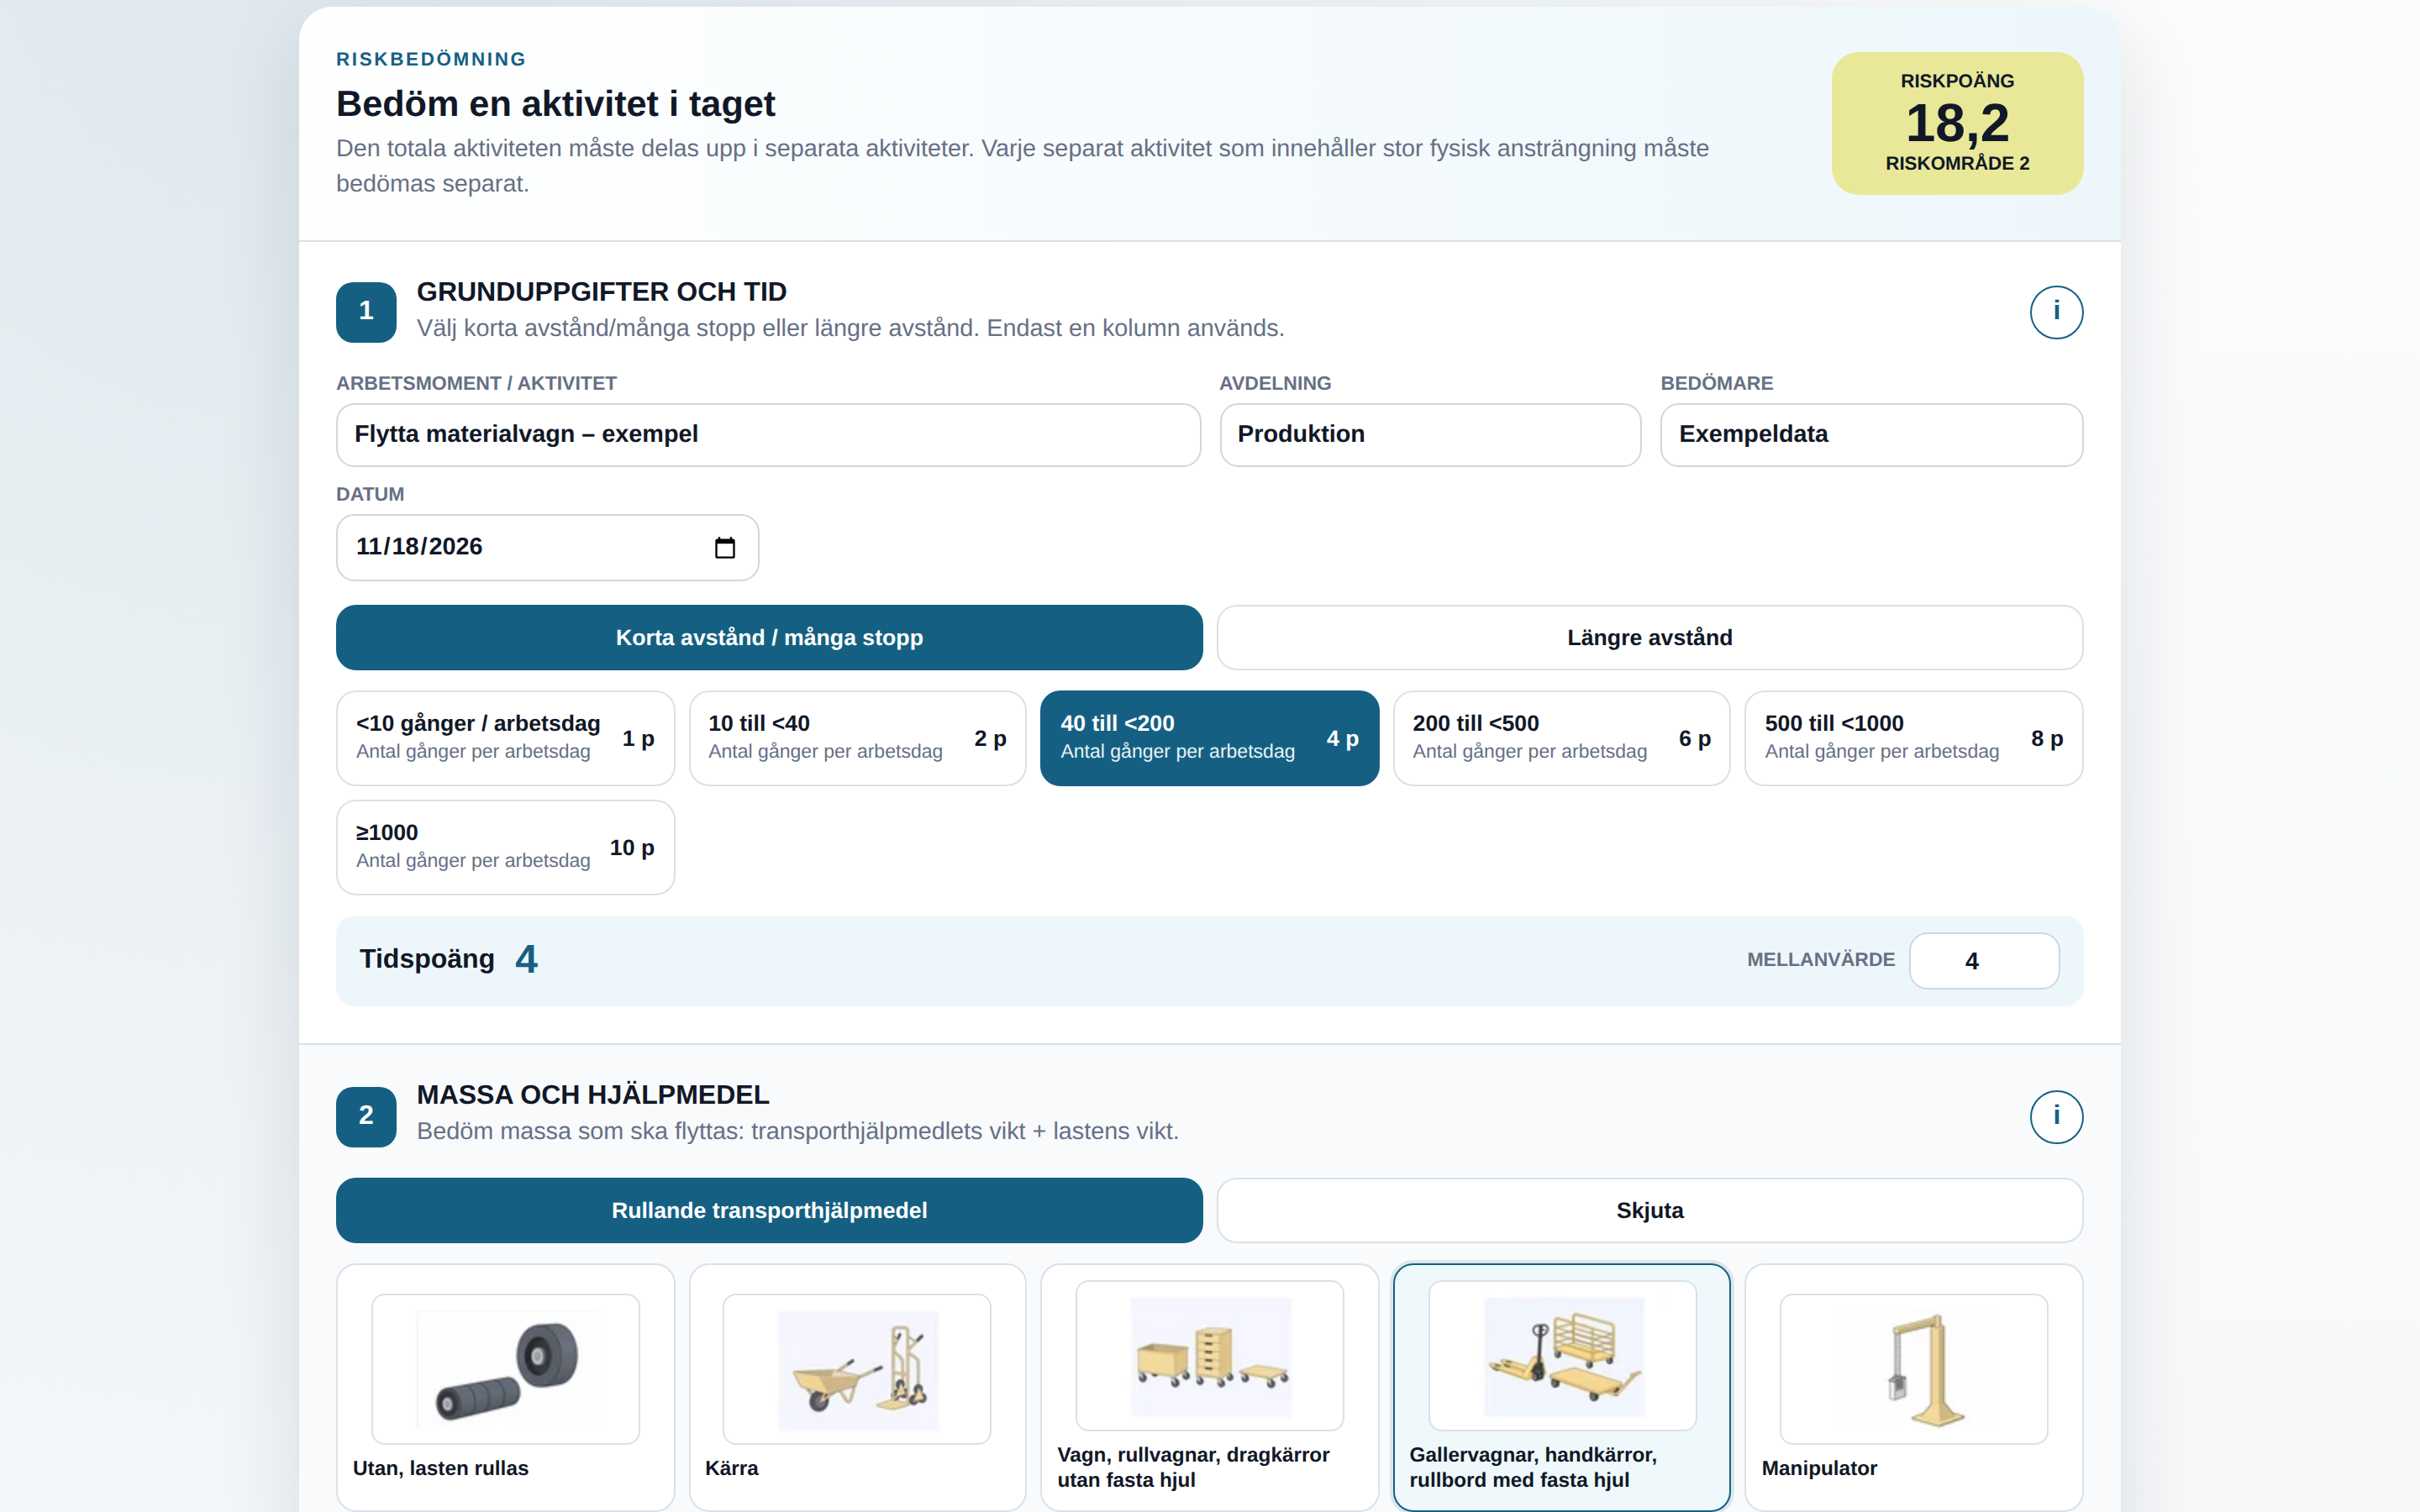 RISKBEDÖMNING
Bedöm en aktivitet i taget
Den totala aktiviteten måste delas upp i separata aktiviteter. Varje separat aktivitet som innehåller stor fysisk ansträngning måste
bedömas separat.
RISKPOÄNG
18,2
RISKOMRÅDE 2
1
GRUNDUPPGIFTER OCH TID
Välj korta avstånd/många stopp eller längre avstånd. Endast en kolumn används.
i
ARBETSMOMENT / AKTIVITET
Flytta materialvagn – exempel
AVDELNING
Produktion
BEDÖMARE
Exempeldata
DATUM
11/18/2026
Korta avstånd / många stopp
Längre avstånd
<10 gånger / arbetsdag
Antal gånger per arbetsdag
1 p
10 till <40
Antal gånger per arbetsdag
2 p
40 till <200
Antal gånger per arbetsdag
4 p
200 till <500
Antal gånger per arbetsdag
6 p
500 till <1000
Antal gånger per arbetsdag
8 p
≥1000
Antal gånger per arbetsdag
10 p
Tidspoäng 4
MELLANVÄRDE 4
2
MASSA OCH HJÄLPMEDEL
Bedöm massa som ska flyttas: transporthjälpmedlets vikt + lastens vikt.
i
Rullande transporthjälpmedel
Skjuta
Utan, lasten rullas
Kärra
Vagn, rullvagnar, dragkärror
utan fasta hjul
Gallervagnar, handkärror,
rullbord med fasta hjul
Manipulator